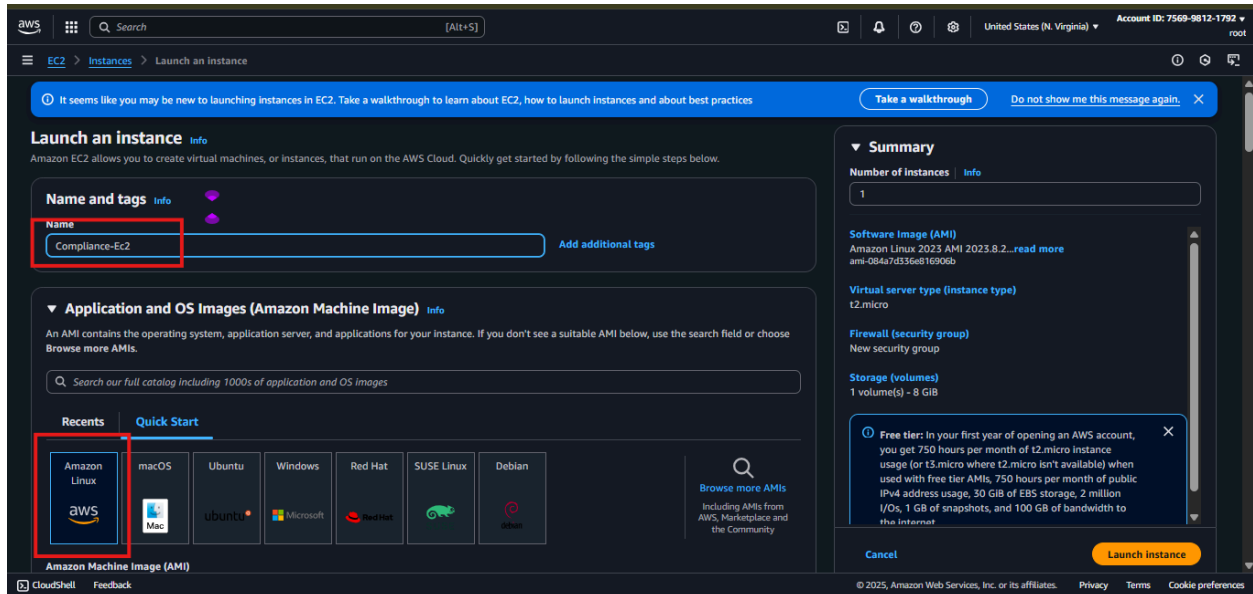 aws
Search [Alt+S]
United States (N. Virginia)
Account ID: 7569-9812-1792
root
EC2 > Instances > Launch an instance
It seems like you may be new to launching instances in EC2. Take a walkthrough to learn about EC2, how to launch instances and about best practices
Take a walkthrough
Do not show me this message again.
Launch an instance Info
Amazon EC2 allows you to create virtual machines, or instances, that run on the AWS Cloud. Quickly get started by following the simple steps below.
Name and tags Info
Name
Compliance-Ec2
Add additional tags
Application and OS Images (Amazon Machine Image) Info
An AMI contains the operating system, application server, and applications for your instance. If you don't see a suitable AMI below, use the search field or choose
Browse more AMIs.
Search our full catalog including 1000s of application and OS images
Recents
Quick Start
Amazon
Linux
aws
macOS
Mac
Ubuntu
ubuntu
Windows
Microsoft
Red Hat
Red Hat
SUSE Linux
Debian
debian
Browse more AMIs
Including AMIs from
AWS, Marketplace and
the Community
Amazon Machine Image (AMI)
Summary
Number of instances Info
1
Software Image (AMI)
Amazon Linux 2023 AMI 2023.8.2...read more
ami-084a7d336e816906b
Virtual server type (instance type)
t2.micro
Firewall (security group)
New security group
Storage (volumes)
1 volume(s) - 8 GiB
Free tier: In your first year of opening an AWS account,
you get 750 hours per month of t2.micro instance
usage (or t3.micro where t2.micro isn't available) when
used with free tier AMIs, 750 hours per month of public
IPv4 address usage, 30 GiB of EBS storage, 2 million
I/Os, 1 GB of snapshots, and 100 GB of bandwidth to
the internet
Cancel
Launch instance
CloudShell Feedback
© 2025, Amazon Web Services, Inc. or its affiliates. Privacy Terms Cookie preferences